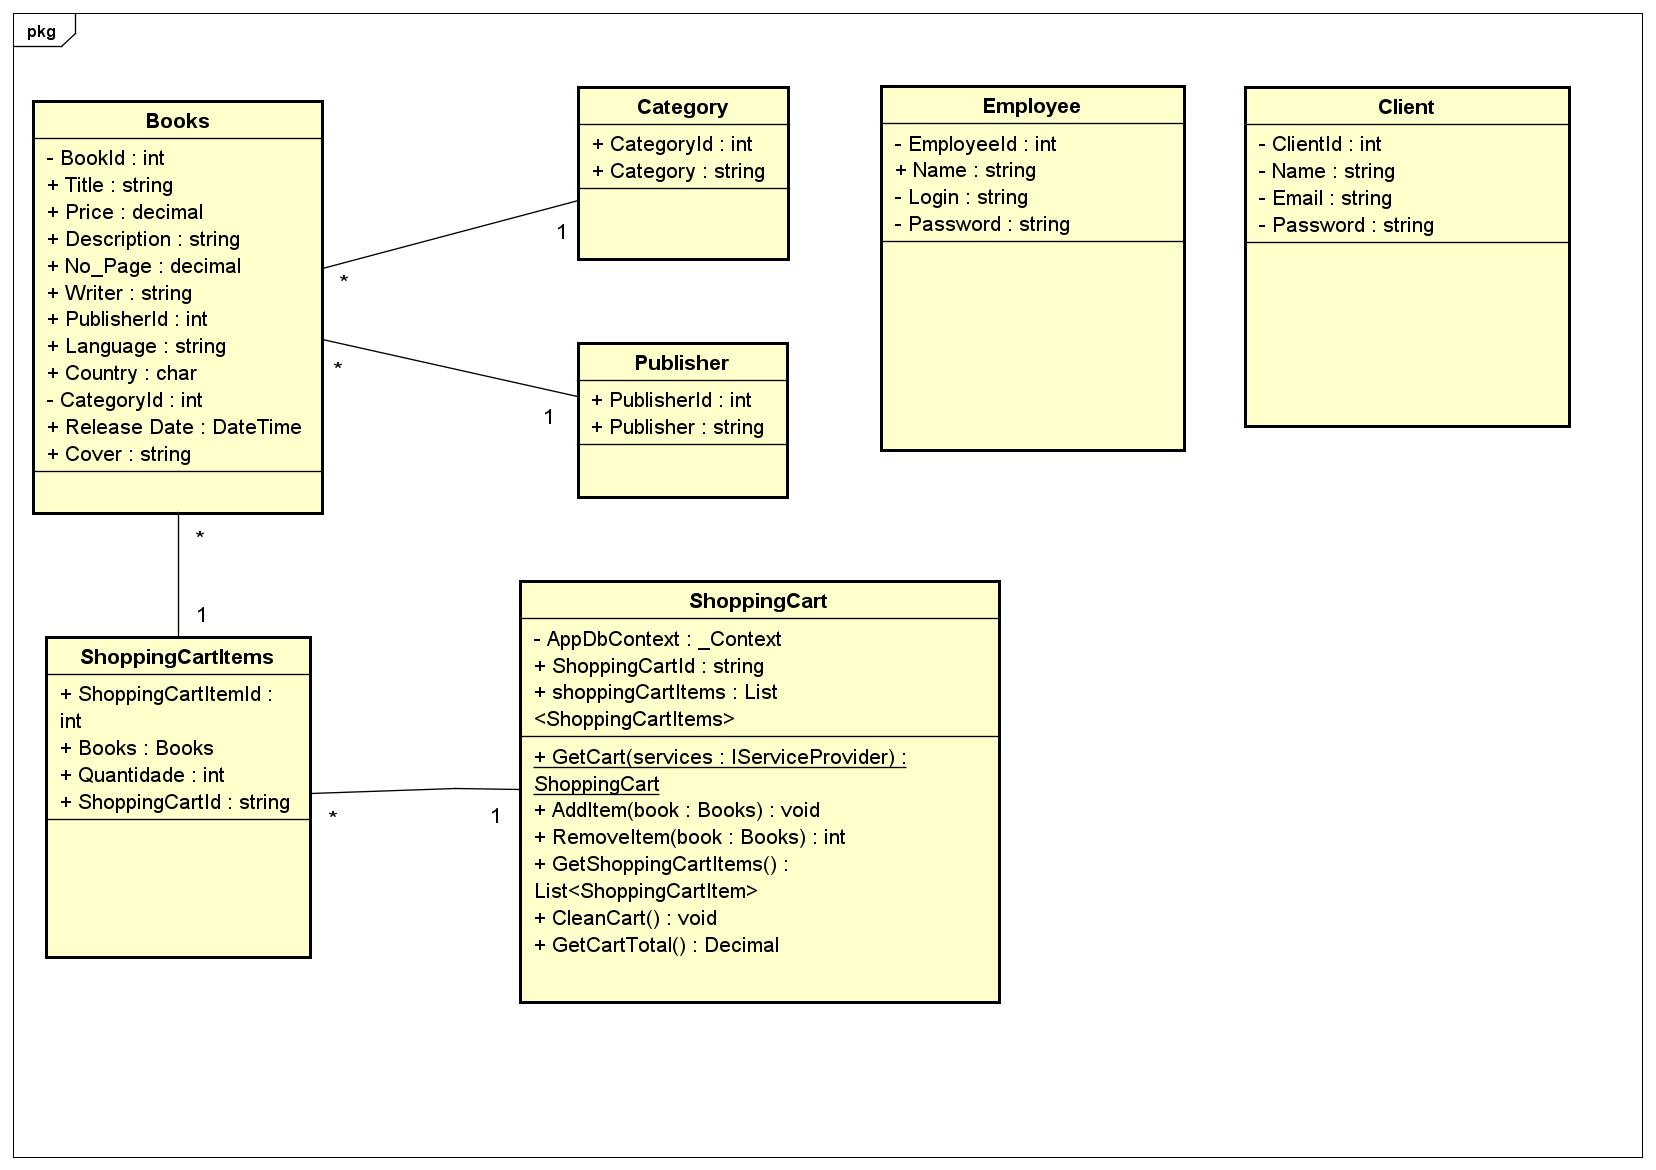 pkg
Books
- BookId : int
+ Title : string
+ Price : decimal
+ Description : string
+ No_Page : decimal
+ Writer : string
+ PublisherId : int
+ Language : string
+ Country : char
- CategoryId : int
+ Release Date : DateTime
+ Cover : string
Category
+ CategoryId : int
+ Category : string
1
*
Publisher
+ PublisherId : int
+ Publisher : string
*
1
Employee
- EmployeeId : int
+ Name : string
- Login : string
- Password : string
Client
- ClientId : int
- Name : string
- Email : string
- Password : string
*
1
ShoppingCartItems
+ ShoppingCartItemId :
int
+ Books : Books
+ Quantidade : int
+ ShoppingCartId : string
*
1
ShoppingCart
- AppDbContext : _Context
+ ShoppingCartId : string
+ shoppingCartItems : List
<ShoppingCartItems>
+ GetCart(services : IServiceProvider) :
ShoppingCart
+ AddItem(book : Books) : void
+ RemoveItem(book : Books) : int
+ GetShoppingCartItems() :
List<ShoppingCartItem>
+ CleanCart() : void
+ GetCartTotal() : Decimal